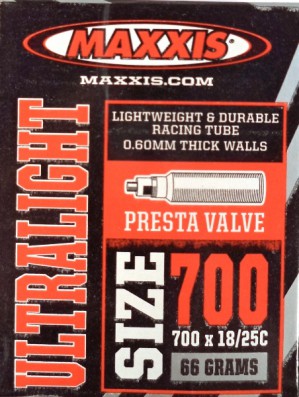 MAXXIS®
MAXXIS.COM
ULTRALIGHT
LIGHTWEIGHT & DURABLE
RACING TUBE
0.60MM THICK WALLS
PRESTA VALVE
SIZE
700
700 x 18/25C
66 GRAMS